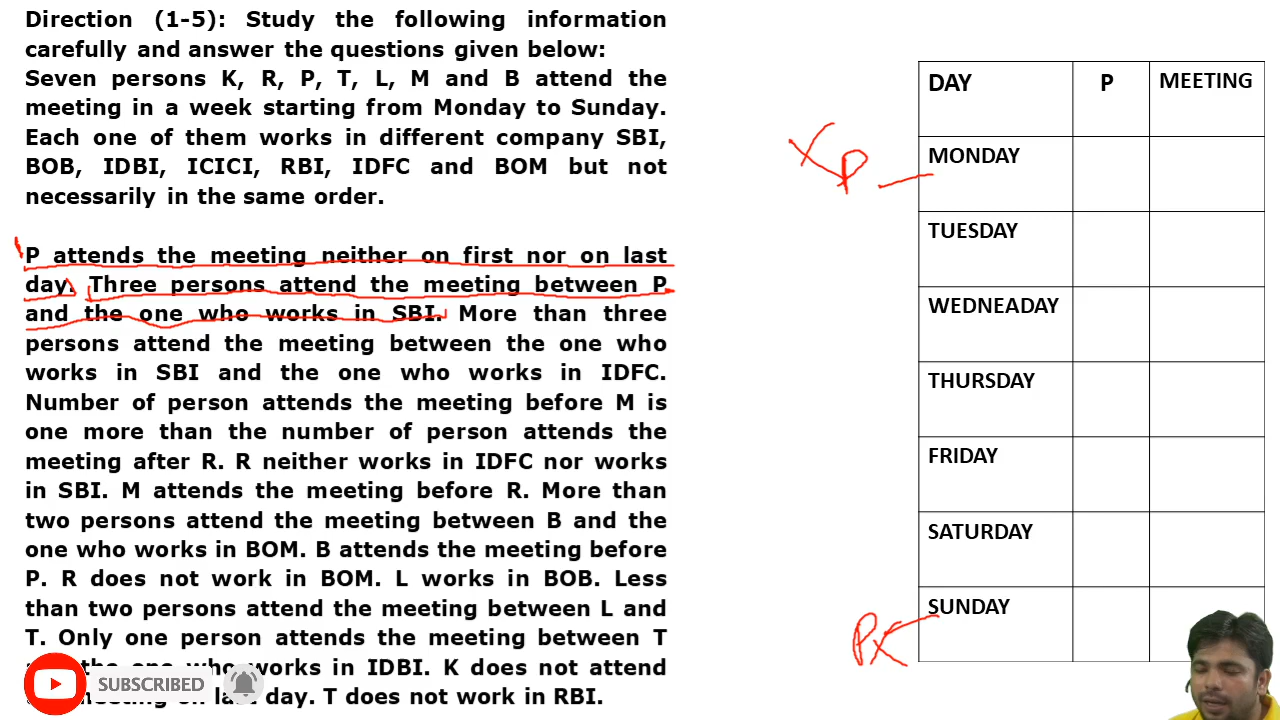 Direction (1-5): Study the following information
carefully and answer the questions given below:
Seven persons K, R, P, T, L, M and B attend the
meeting in a week starting from Monday to Sunday.
Each one of them works in different company SBI,
BOB, IDBI, ICICI, RBI, IDFC and BOM but not
necessarily in the same order.
P attends the meeting neither on first nor on last
day. Three persons attend the meeting between P
and the one who works in SBI. More than three
persons attend the meeting between the one who
works in SBI and the one who works in IDFC.
Number of person attends the meeting before M is
one more than the number of person attends the
meeting after R. R neither works in IDFC nor works
in SBI. M attends the meeting before R. More than
two persons attend the meeting between B and the
one who works in BOM. B attends the meeting before
P. R does not work in BOM. L works in BOB. Less
than two persons attend the meeting between L and
T. Only one person attends the meeting between T
who works in IDBI. K does not attend
day. T does not work in RBI.
SUBSCRIBED
DAY P MEETING
MONDAY
TUESDAY
WEDNEADAY
THURSDAY
FRIDAY
SATURDAY
SUNDAY
P
P